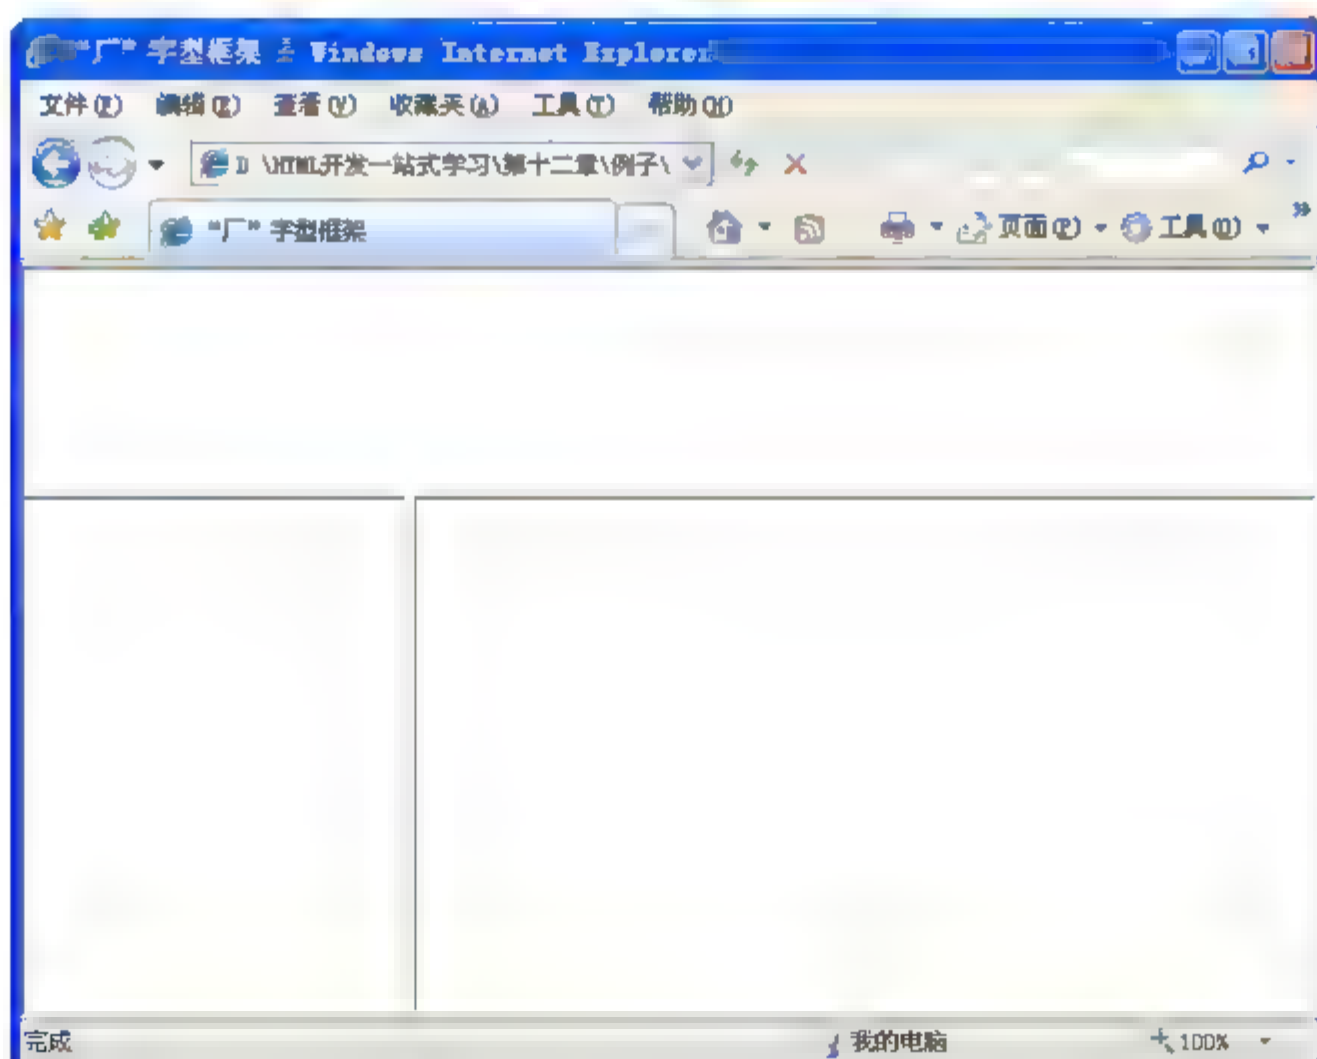 “厂” 字型框架 - Windows Internet Explorer
文件(F) 编辑(E) 查看(V) 收藏夹(A) 工具(T) 帮助(H)
D:\HTML开发一站式学习\第十二章\例子\
“厂” 字型框架 页面(P) 工具(O)
完成 我的电脑 100%